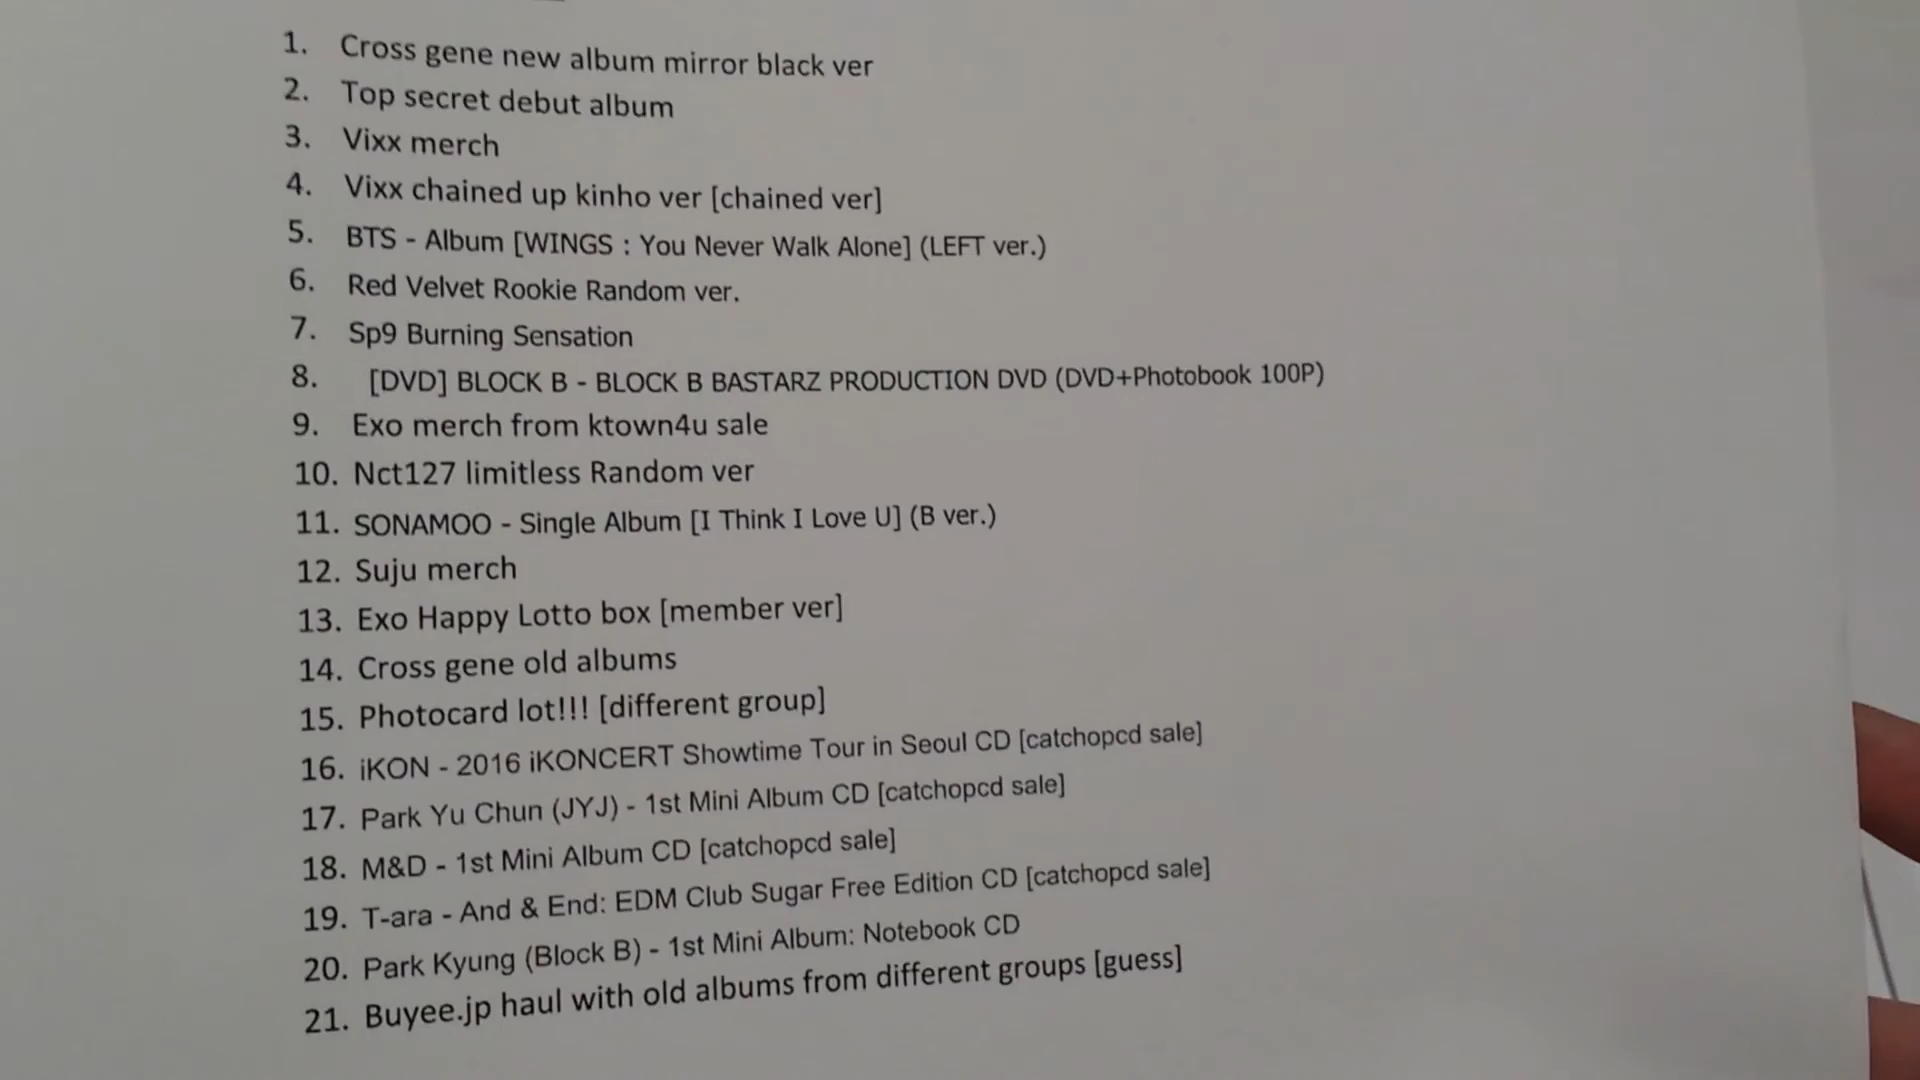 1. Cross gene new album mirror black ver
2. Top secret debut album
3. Vixx merch
4. Vixx chained up kinho ver [chained ver]
5. BTS - Album [WINGS : You Never Walk Alone] (LEFT ver.)
6. Red Velvet Rookie Random ver.
7. Sp9 Burning Sensation
8. [DVD] BLOCK B - BLOCK B BASTARZ PRODUCTION DVD (DVD+Photobook 100P)
9. Exo merch from ktown4u sale
10. Nct127 limitless Random ver
11. SONAMOO - Single Album [I Think I Love U] (B ver.)
12. Suju merch
13. Exo Happy Lotto box [member ver]
14. Cross gene old albums
15. Photocard lot!!! [different group]
16. iKON - 2016 iKONCERT Showtime Tour in Seoul CD [catchopcd sale]
17. Park Yu Chun (JYJ) - 1st Mini Album CD [catchopcd sale]
18. M&D - 1st Mini Album CD [catchopcd sale]
19. T-ara - And & End: EDM Club Sugar Free Edition CD [catchopcd sale]
20. Park Kyung (Block B) - 1st Mini Album: Notebook CD
21. Buyee.jp haul with old albums from different groups [guess]